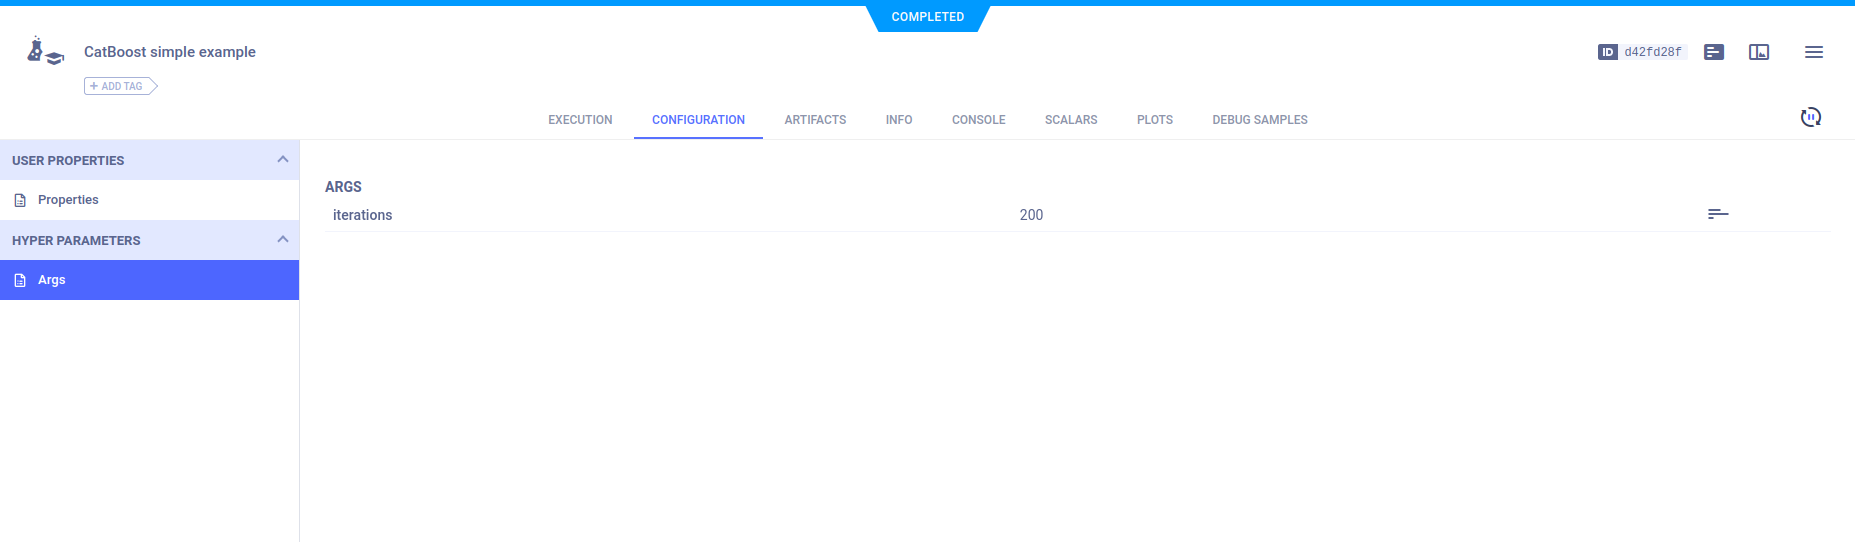 COMPLETED
CatBoost simple example
ID d42fd28f
+ ADD TAG
EXECUTION CONFIGURATION ARTIFACTS INFO CONSOLE SCALARS PLOTS DEBUG SAMPLES
USER PROPERTIES
Properties
HYPER PARAMETERS
Args
ARGS
iterations 200